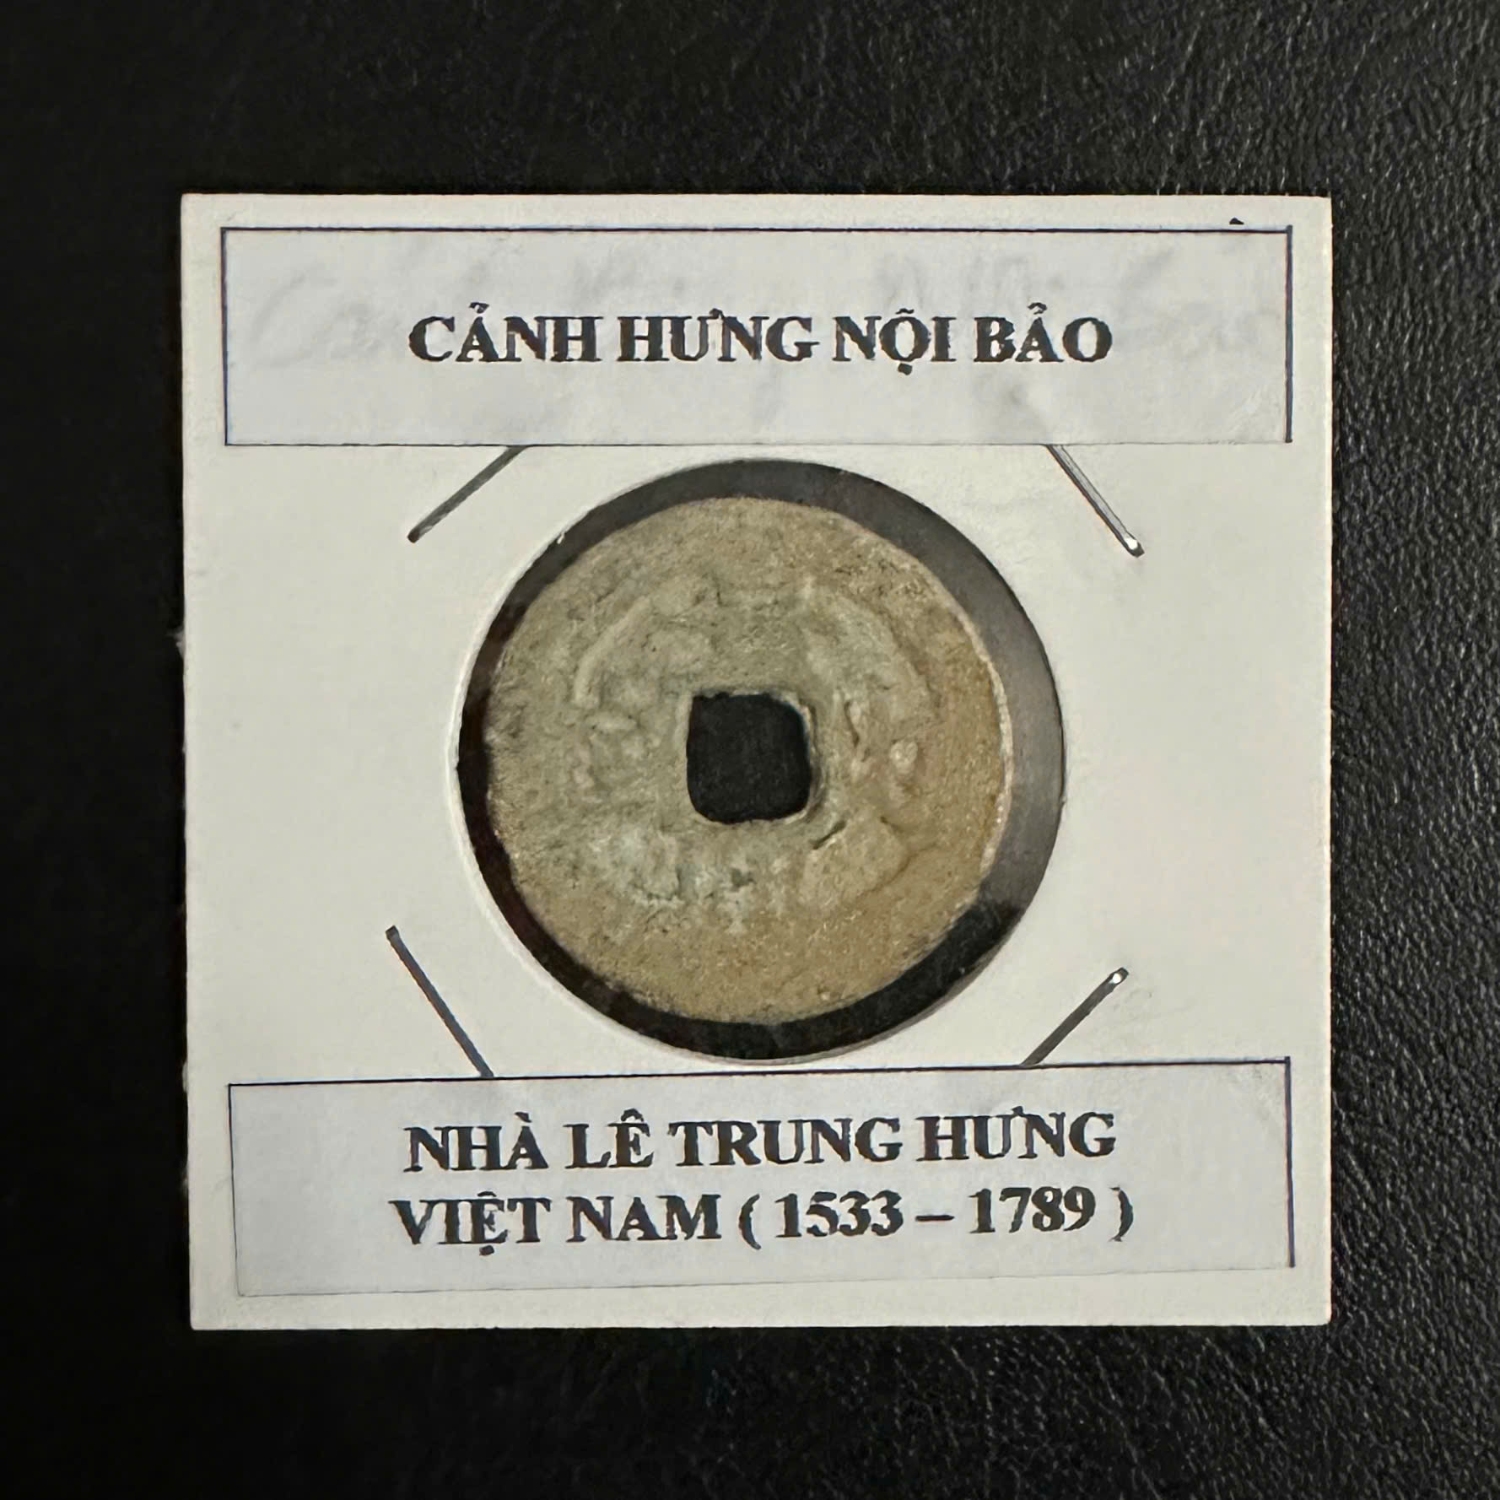 CẢNH HƯNG NỘI BẢO
NHÀ LÊ TRUNG HƯNG
VIỆT NAM ( 1533 – 1789 )